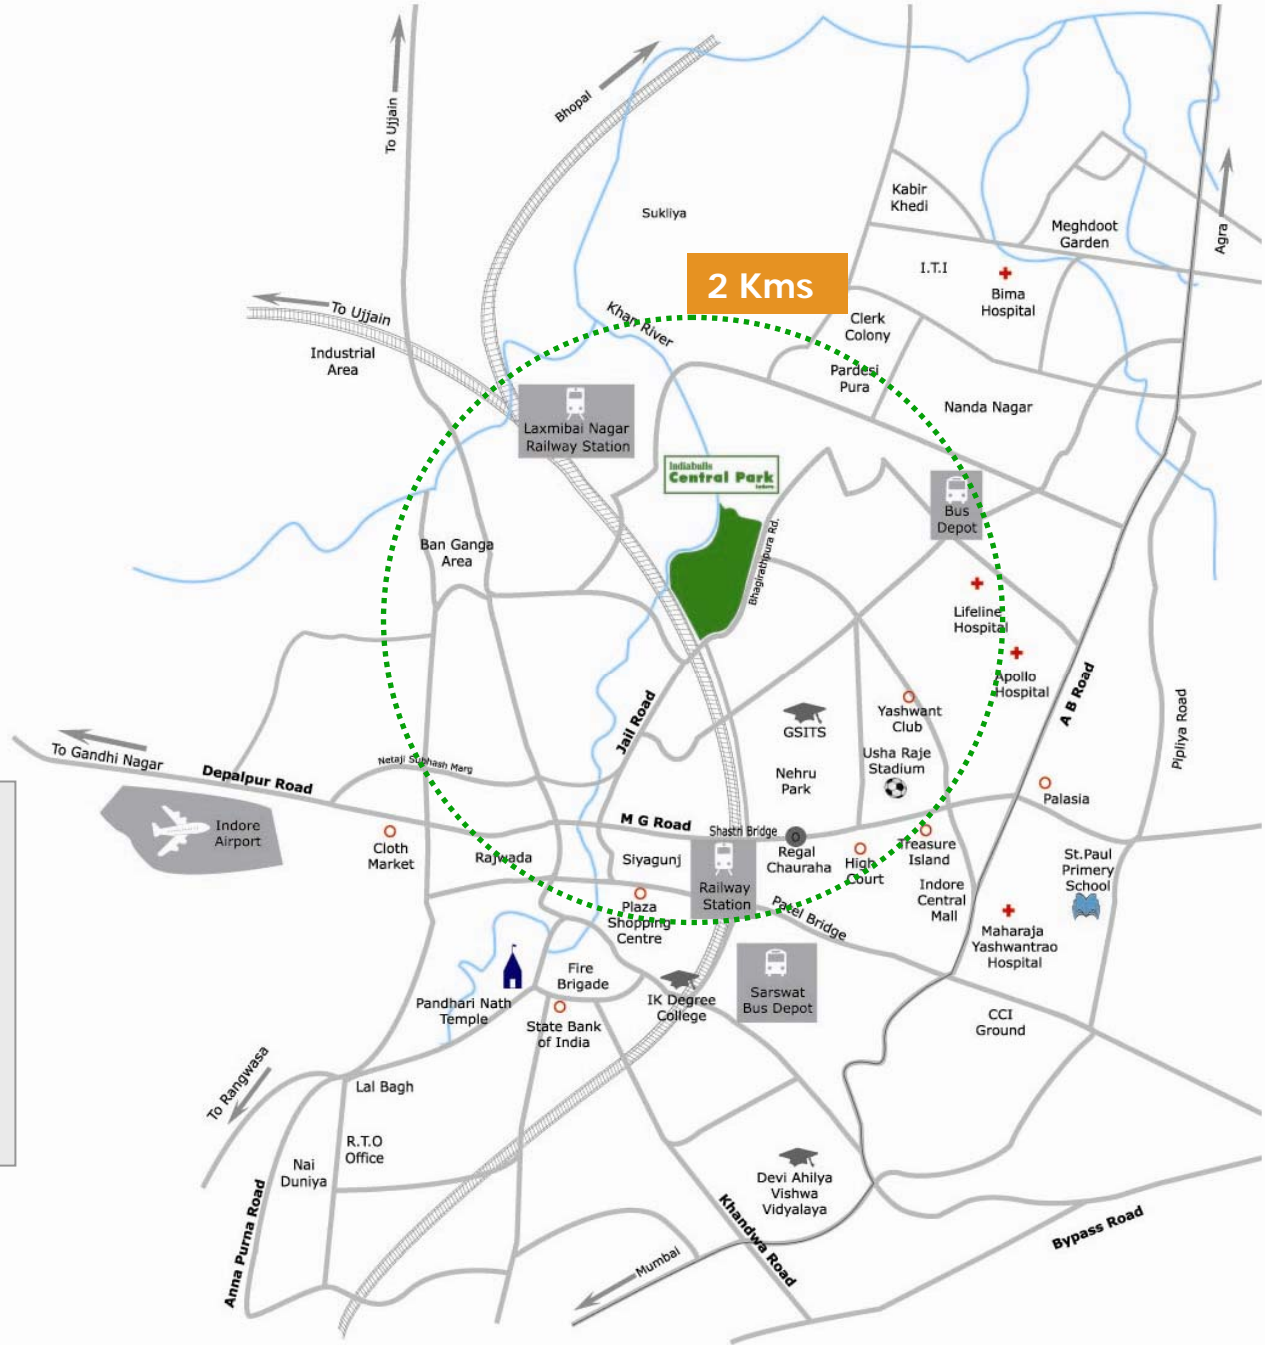 To Ujjain
Bhopal
Kabir
Khedi
Sukliya
Meghdoot
Garden
Agra
I.T.I
2 Kms
Bima
Hospital
To Ujjain
Khan River
Clerk
Colony
Industrial
Area
Pardesi
Pura
Nanda Nagar
Laxmibai Nagar
Railway Station
Indiabulls
Central Park
Indore
Bus
Depot
Ban Ganga
Area
Bhagirathpura Rd.
Lifeline
Hospital
Apollo
Hospital
A B Road
Pipliya Road
Jail Road
Yashwant
Club
GSITS
Usha Raje
Stadium
To Gandhi Nagar
Netaji Subhash Marg
Depalpur Road
Nehru
Park
Palasia
Indore
Airport
M G Road
Shastri Bridge
Cloth
Market
Rajwada
Siyagunj
Regal
Chauraha
High
Court
Treasure
Island
St.Paul
Primery
School
Railway
Station
Indore
Central
Mall
Plaza
Shopping
Centre
Patel Bridge
Maharaja
Yashwantrao
Hospital
Fire
Brigade
Pandhari Nath
Temple
IK Degree
College
Sarswat
Bus Depot
State Bank
of India
CCI
Ground
To Rangwasa
Lal Bagh
R.T.O
Office
Nai
Duniya
Devi Ahilya
Vishwa
Vidyalaya
Anna Purna Road
Khandwa Road
Bypass Road
Mumbai